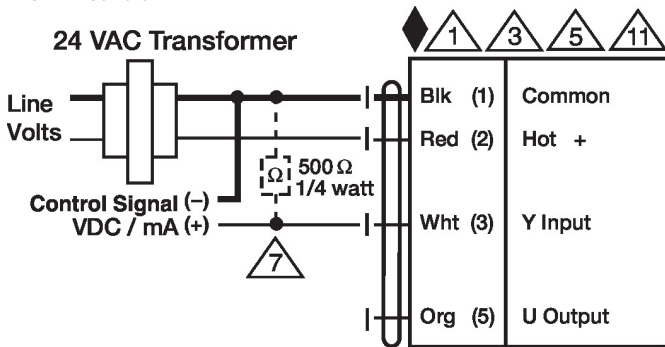 24 VAC Transformer
1 3 5 11
Line
Volts
Blk (1) Common
Red (2) Hot +
Ω 500 Ω
1/4 watt
Control Signal (–)
VDC / mA (+)
Wht (3) Y Input
7
Org (5) U Output